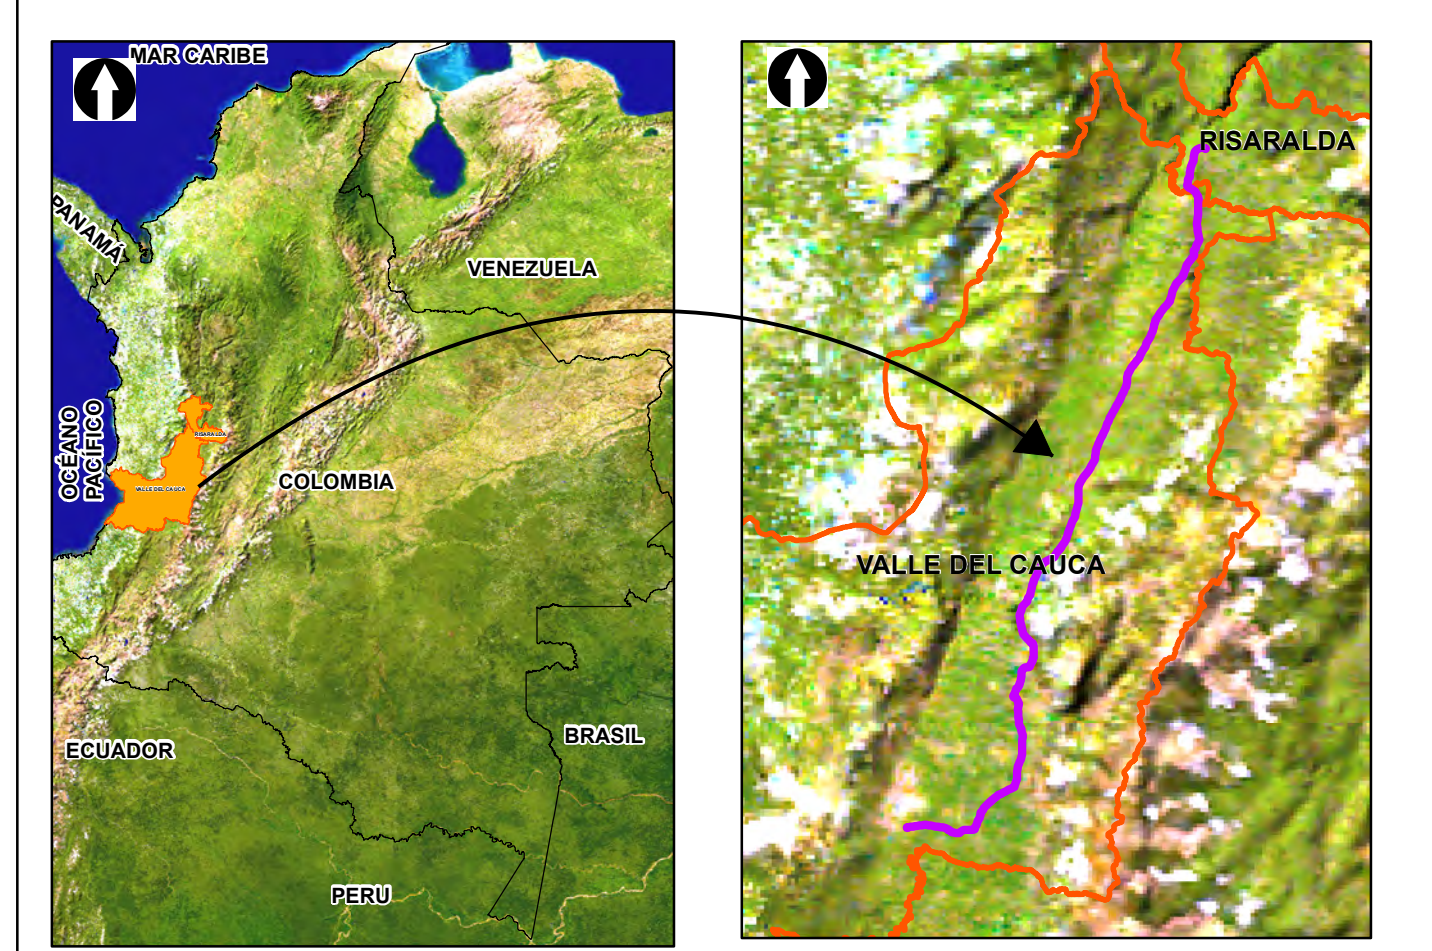 MAR CARIBE
PANAMÁ
VENEZUELA
OCÉANO
PACÍFICO
RISARALDA
VALLE DEL CAUCA
COLOMBIA
ECUADOR
BRASIL
PERU
RISARALDA
VALLE DEL CAUCA